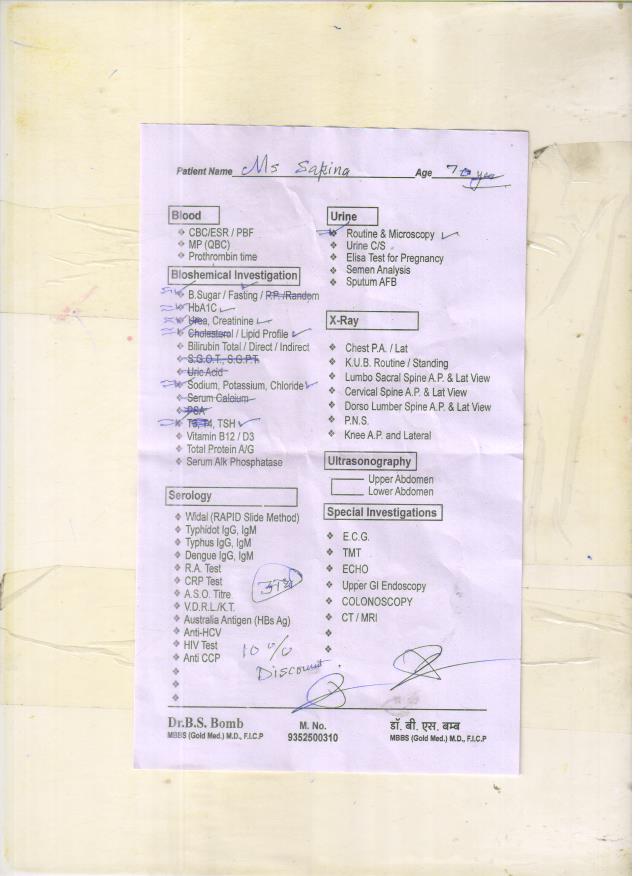 Patient Name Ms Sakina Age 70 yrs
Blood
❖ CBC/ESR / PBF
❖ MP (QBC)
❖ Prothrombin time
Bioshemical Investigation
❖ B.Sugar / Fasting / P.P. /Random
❖ HbA1C ✓
❖ Urea, Creatinine ✓
❖ Cholesterol / Lipid Profile ✓
❖ Bilirubin Total / Direct / Indirect
❖ S.G.O.T., S.G.P.T.
❖ Uric Acid
❖ Sodium, Potassium, Chloride ✓
❖ Serum Calcium
❖ PSA
❖ T3, T4, TSH ✓
❖ Vitamin B12 / D3
❖ Total Protein A/G
❖ Serum Alk Phosphatase
Serology
❖ Widal (RAPID Slide Method)
❖ Typhidot IgG, IgM
❖ Typhus IgG, IgM
❖ Dengue IgG, IgM
❖ R.A. Test
❖ CRP Test
❖ A.S.O. Titre
❖ V.D.R.L./K.T.
❖ Australia Antigen (HBs Ag)
❖ Anti-HCV
❖ HIV Test
❖ Anti CCP
10 %
Discount
Urine
❖ Routine & Microscopy ✓
❖ Urine C/S
❖ Elisa Test for Pregnancy
❖ Semen Analysis
❖ Sputum AFB
X-Ray
❖ Chest P.A. / Lat
❖ K.U.B. Routine / Standing
❖ Lumbo Sacral Spine A.P. & Lat View
❖ Cervical Spine A.P. & Lat View
❖ Dorso Lumber Spine A.P. & Lat View
❖ P.N.S.
❖ Knee A.P. and Lateral
Ultrasonography
Upper Abdomen
Lower Abdomen
Special Investigations
❖ E.C.G.
❖ TMT
❖ ECHO
❖ Upper GI Endoscopy
❖ COLONOSCOPY
❖ CT / MRI
Dr.B.S. Bomb
MBBS (Gold Med.) M.D., F.I.C.P
M. No.
9352500310
डॉ. बी. एस. बम्ब
MBBS (Gold Med.) M.D., F.I.C.P